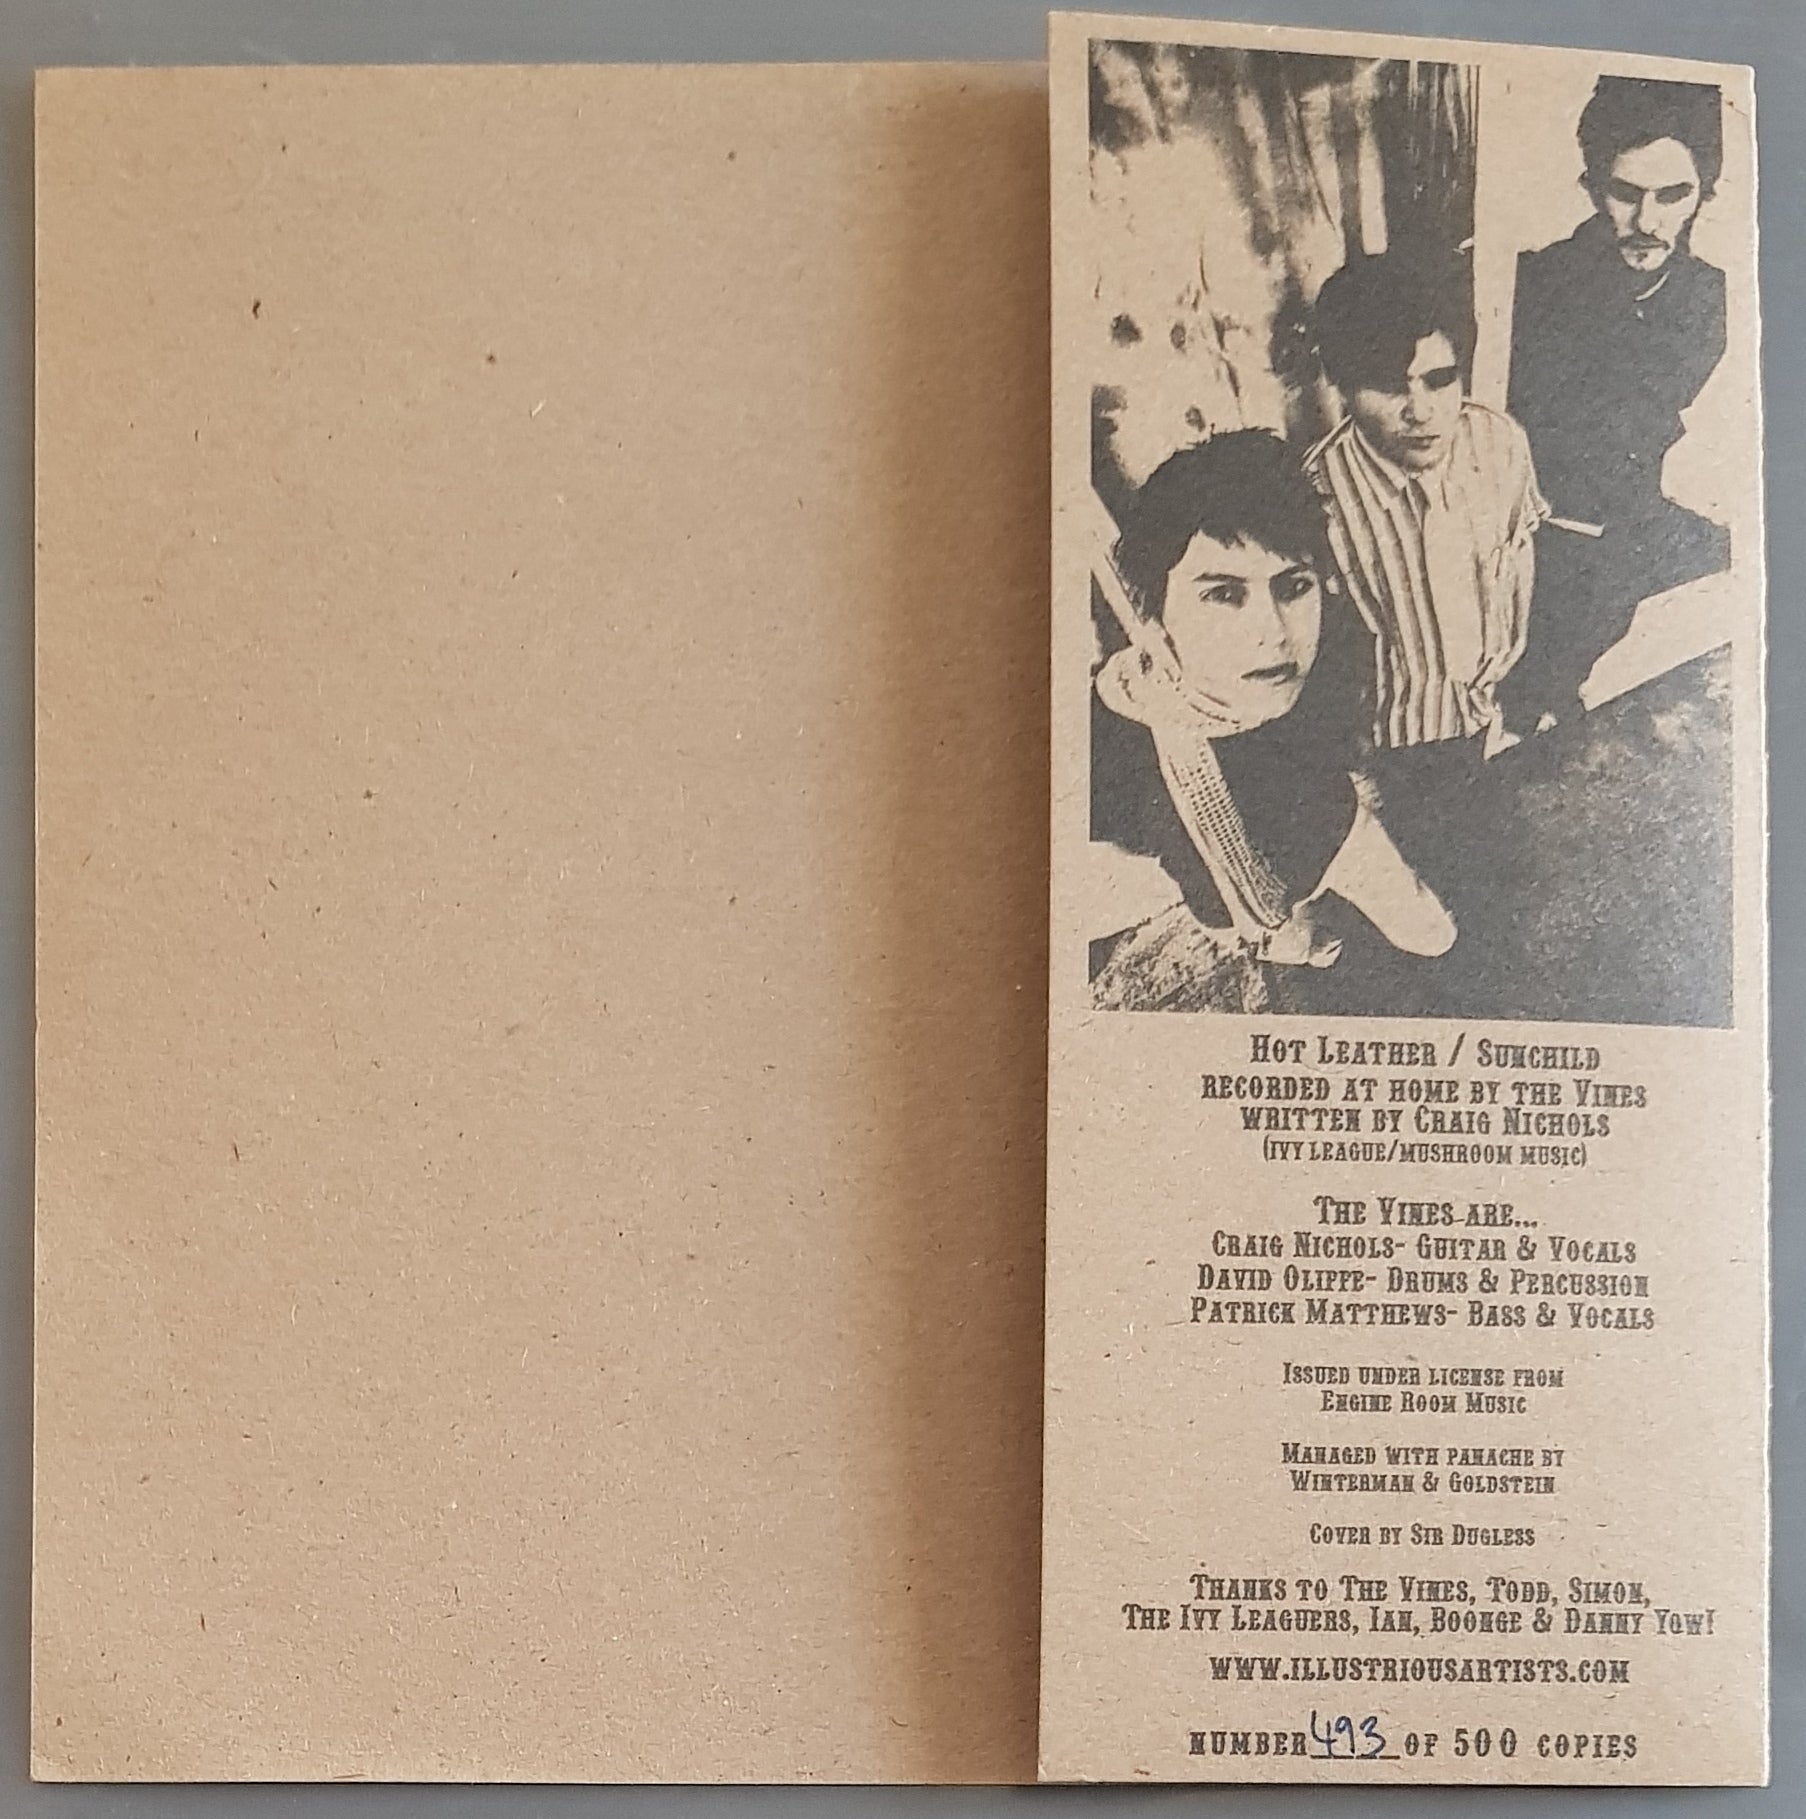 Hot Leather / Sunchild
recorded at home by the Vines
written by Craig Nichols
(Ivy League/Mushroom Music)
The Vines are...
Craig Nichols- Guitar & Vocals
David Oliffe- Drums & Percussion
Patrick Matthews- Bass & Vocals
Issued under license from
Engine Room Music
Managed with panache by
Winterman & Goldstein
Cover by Sir Dugless
Thanks to The Vines, Todd, Simon,
The Ivy Leaguers, Ian, Boonge & Danny Yow!
www.illustriousartists.com
number 493 of 500 copies